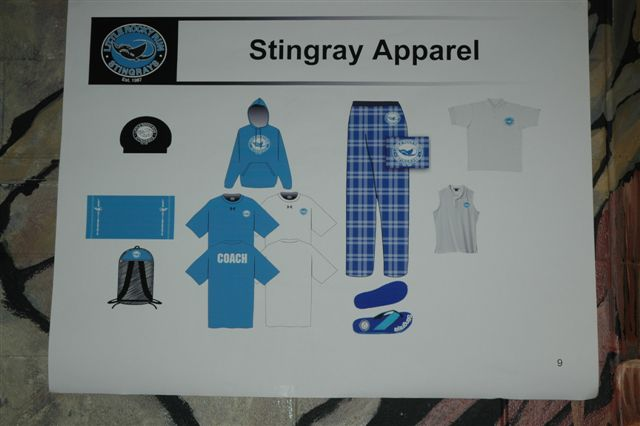 LITTLE ROCKY RUN
STINGRAYS
Est. 1987
Stingray Apparel
COACH
9